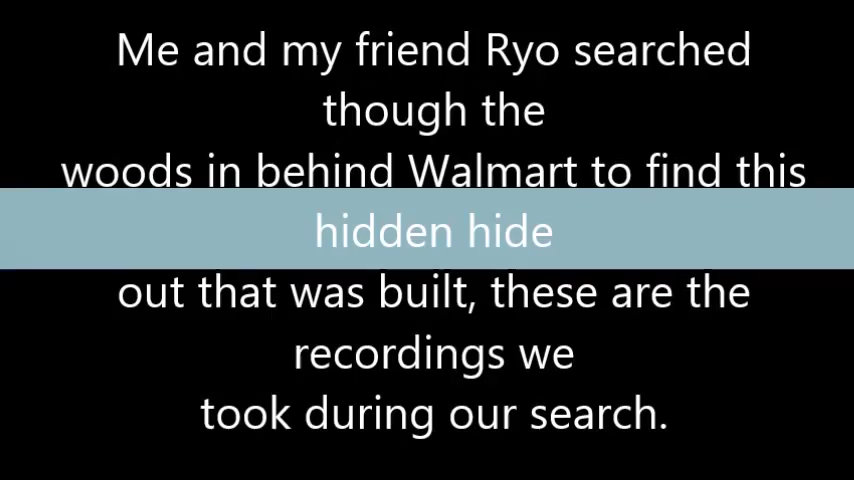 Me and my friend Ryo searched
though the
woods in behind Walmart to find this
hidden hide
out that was built, these are the
recordings we
took during our search.